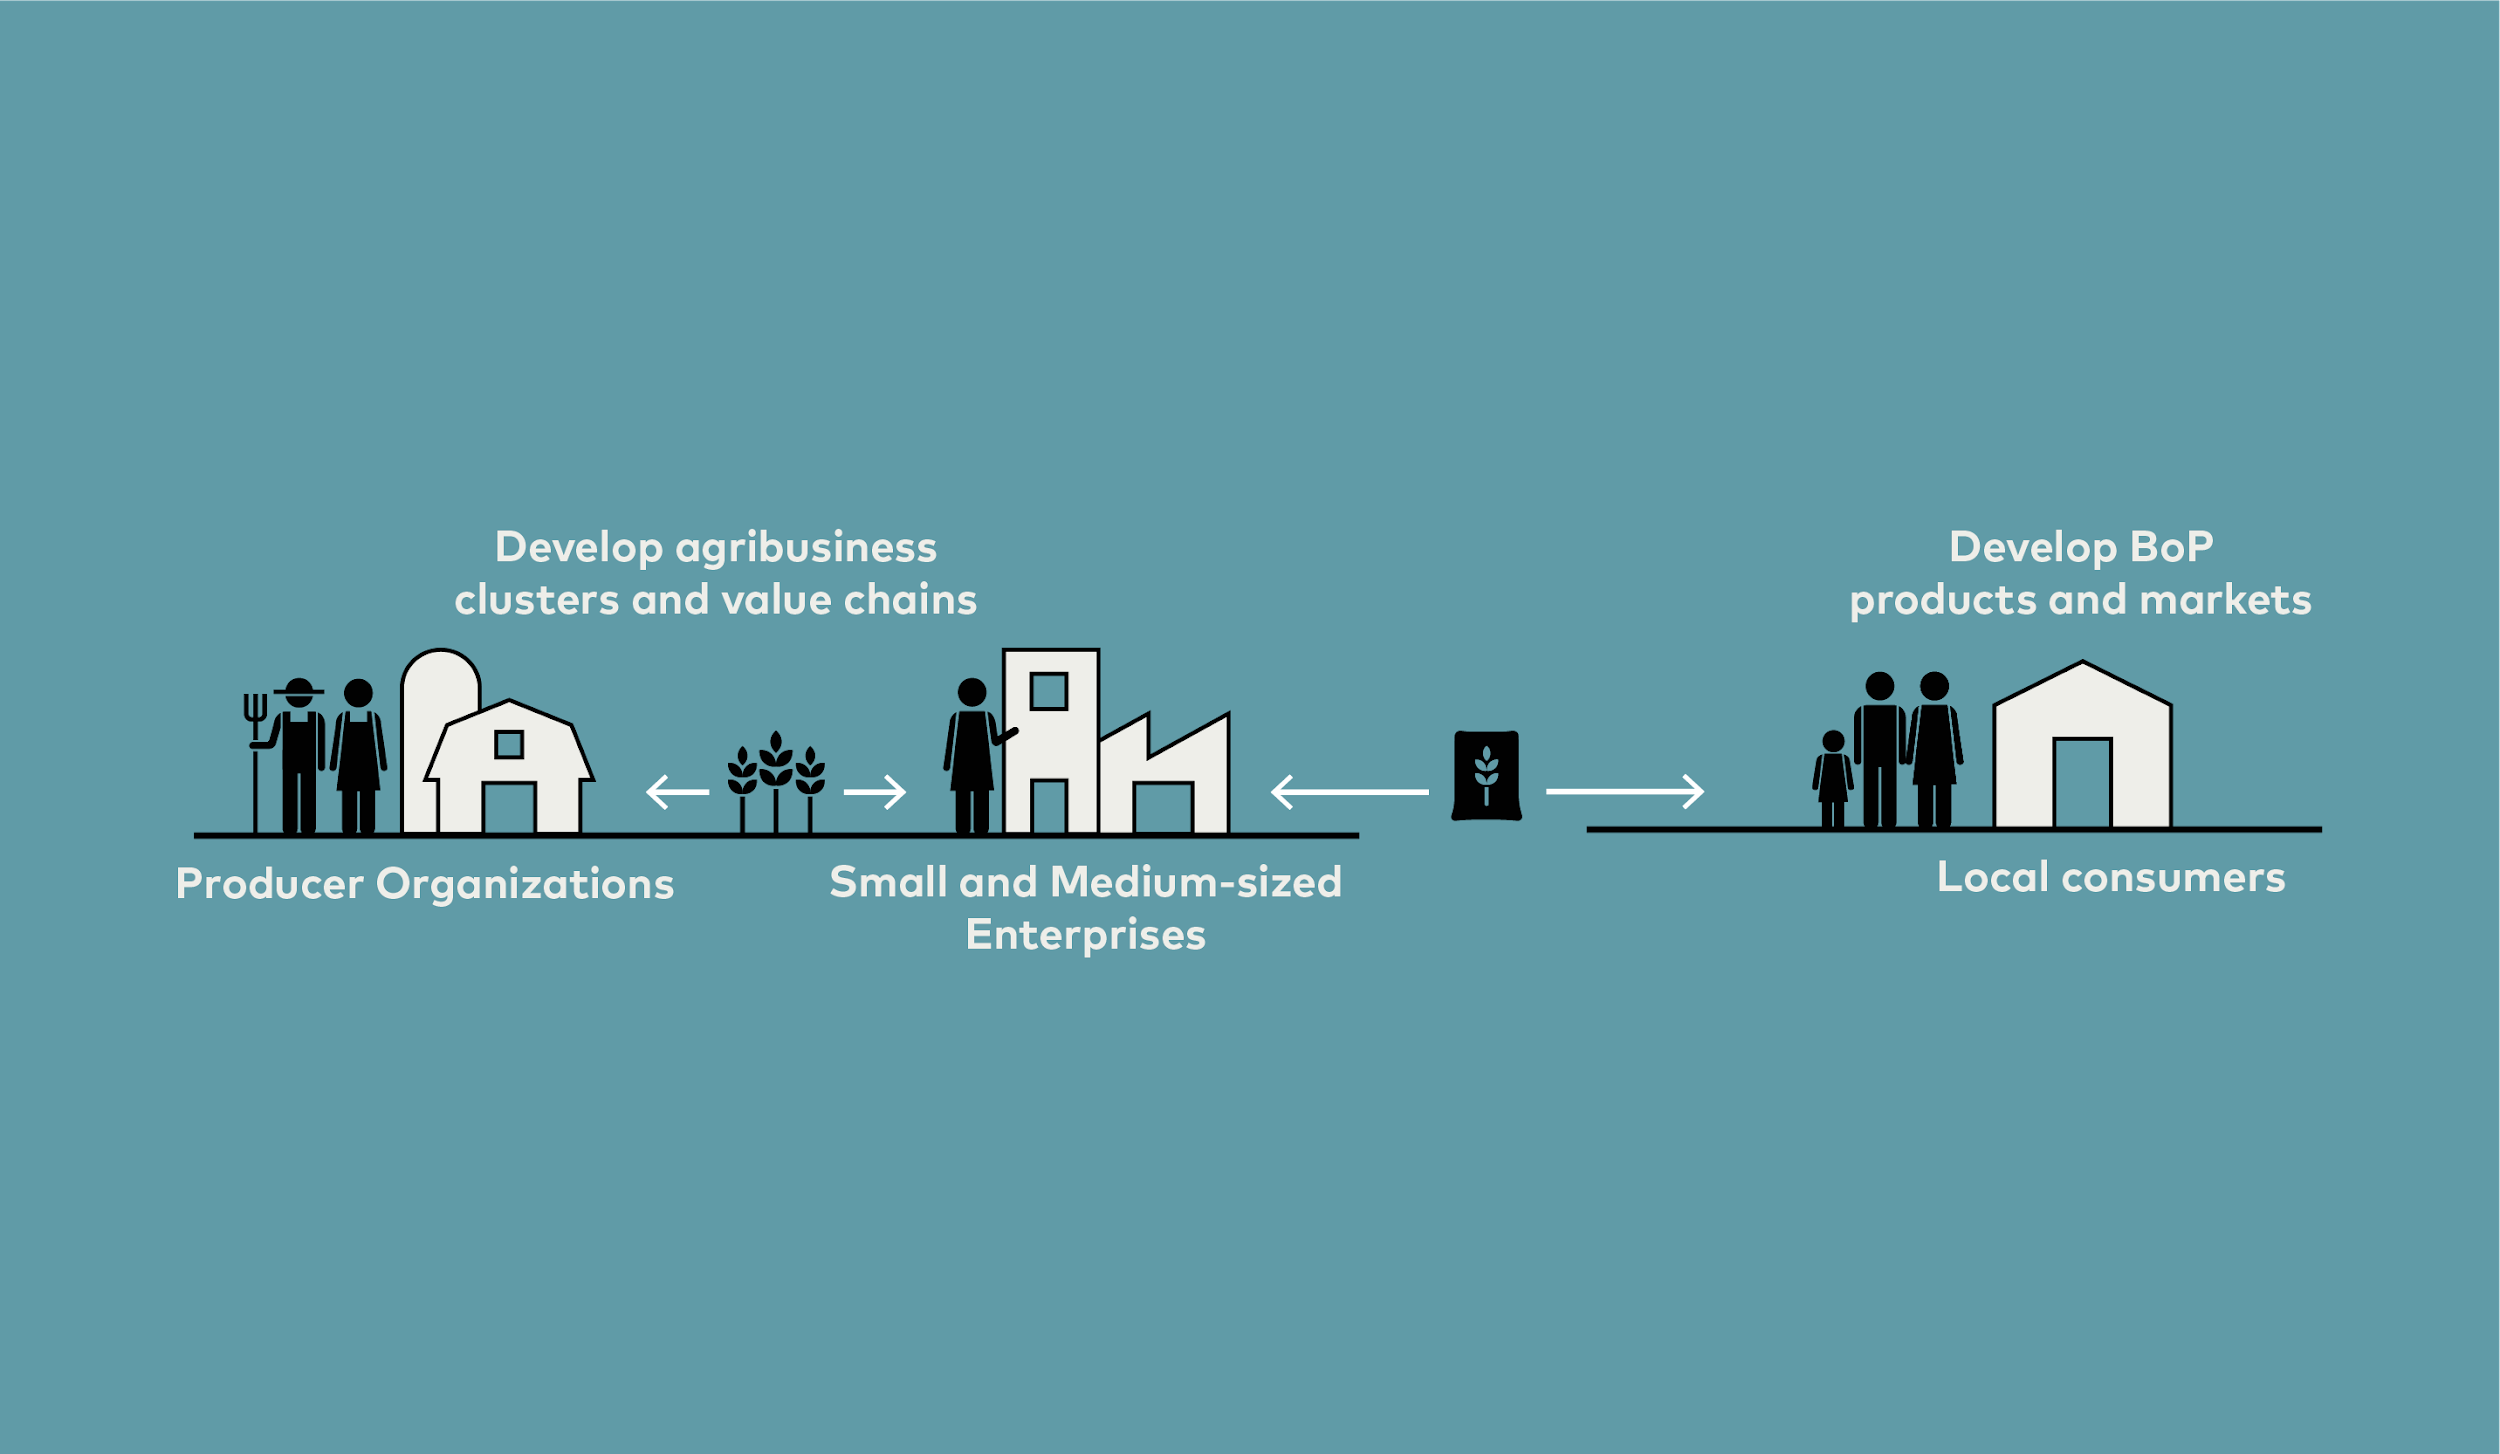 Develop agribusiness
clusters and value chains
Develop BoP
products and markets
Producer Organizations
Small and Medium-sized
Enterprises
Local consumers